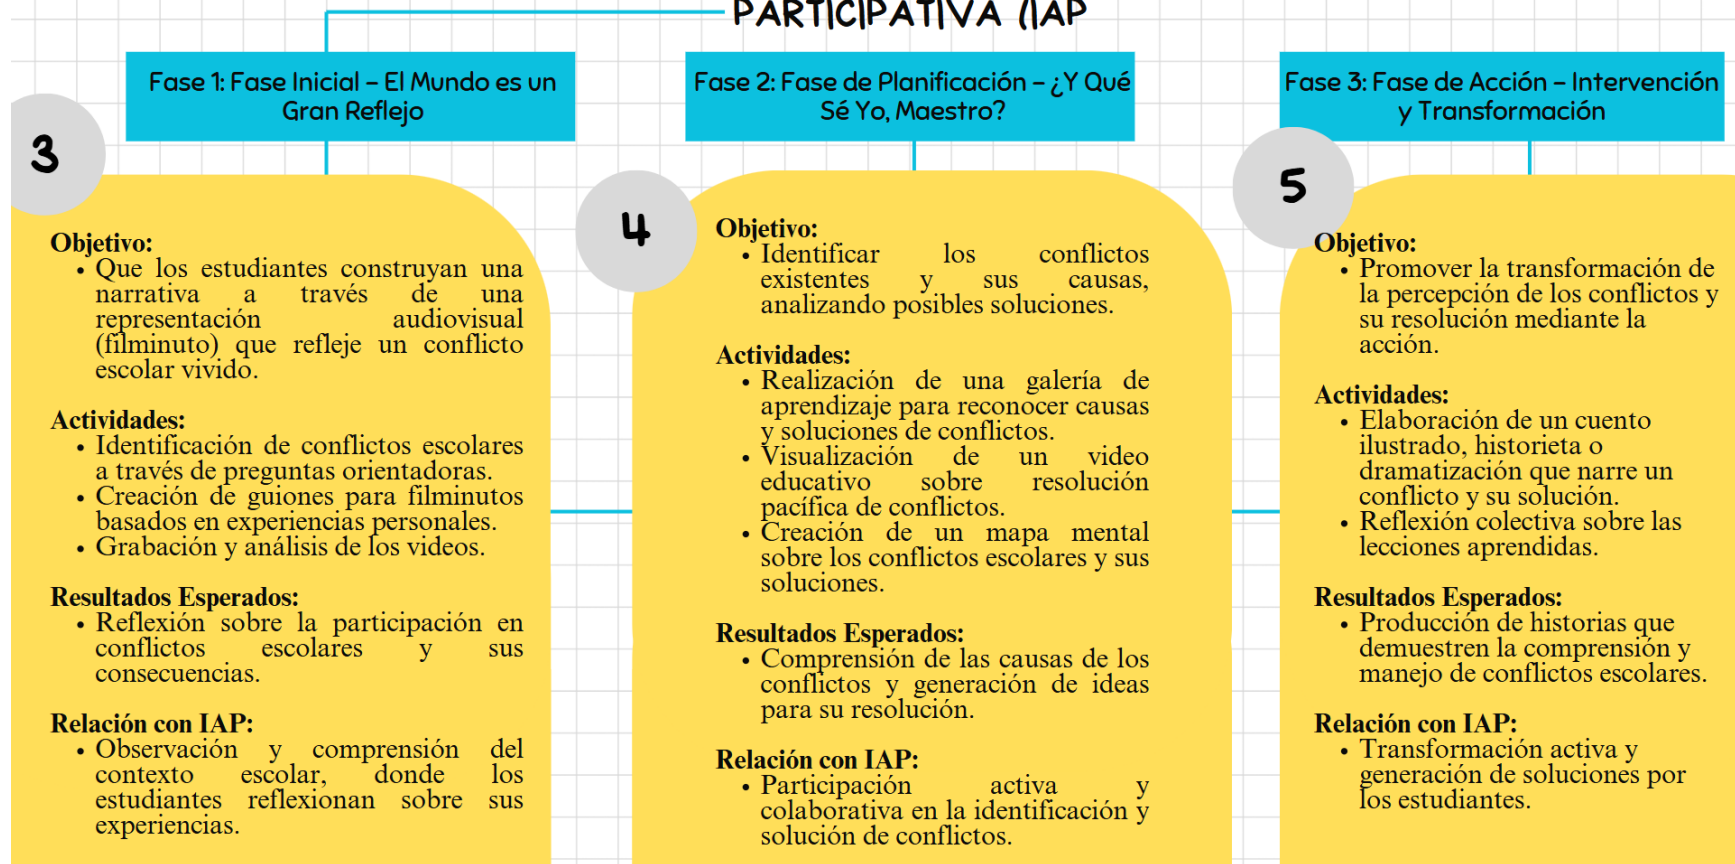 PARTICIPATIVA (IAP
Fase 1: Fase Inicial – El Mundo es un
Gran Reflejo
3
Objetivo:
• Que los estudiantes construyan una
narrativa a través de una
representación audiovisual
(filminuto) que refleje un conflicto
escolar vivido.
Actividades:
• Identificación de conflictos escolares
a través de preguntas orientadoras.
• Creación de guiones para filminutos
basados en experiencias personales.
• Grabación y análisis de los videos.
Resultados Esperados:
• Reflexión sobre la participación en
conflictos escolares y sus
consecuencias.
Relación con IAP:
• Observación y comprensión del
contexto escolar, donde los
estudiantes reflexionan sobre sus
experiencias.
Fase 2: Fase de Planificación – ¿Y Qué
Sé Yo, Maestro?
4
Objetivo:
• Identificar los conflictos
existentes y sus causas,
analizando posibles soluciones.
Actividades:
• Realización de una galería de
aprendizaje para reconocer causas
y soluciones de conflictos.
• Visualización de un video
educativo sobre resolución
pacífica de conflictos.
• Creación de un mapa mental
sobre los conflictos escolares y sus
soluciones.
Resultados Esperados:
• Comprensión de las causas de los
conflictos y generación de ideas
para su resolución.
Relación con IAP:
• Participación activa y
colaborativa en la identificación y
solución de conflictos.
Fase 3: Fase de Acción – Intervención
y Transformación
5
Objetivo:
• Promover la transformación de
la percepción de los conflictos y
su resolución mediante la
acción.
Actividades:
• Elaboración de un cuento
ilustrado, historieta o
dramatización que narre un
conflicto y su solución.
• Reflexión colectiva sobre las
lecciones aprendidas.
Resultados Esperados:
• Producción de historias que
demuestren la comprensión y
manejo de conflictos escolares.
Relación con IAP:
• Transformación activa y
generación de soluciones por
los estudiantes.